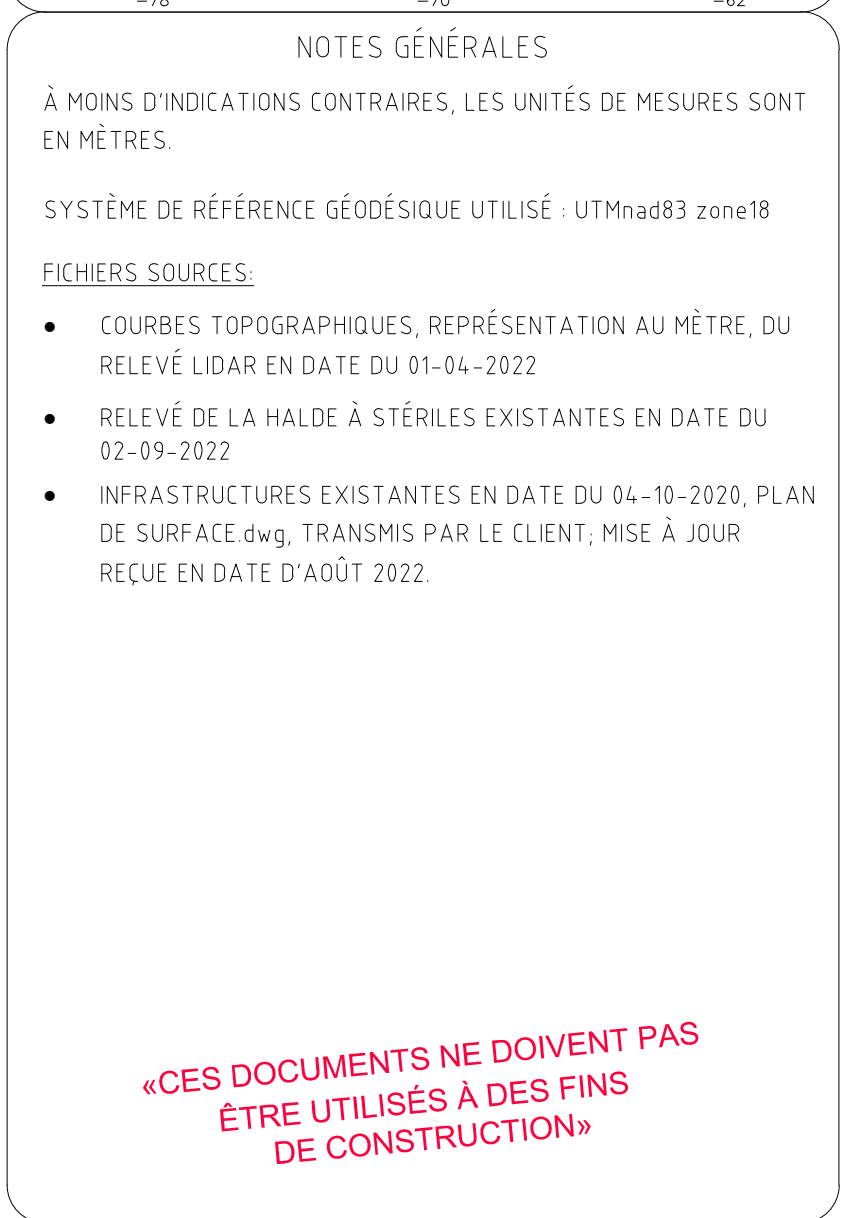 -78 -70 -62
NOTES GÉNÉRALES
À MOINS D'INDICATIONS CONTRAIRES, LES UNITÉS DE MESURES SONT
EN MÈTRES.
SYSTÈME DE RÉFÉRENCE GÉODÉSIQUE UTILISÉ : UTMnad83 zone18
FICHIERS SOURCES:
• COURBES TOPOGRAPHIQUES, REPRÉSENTATION AU MÈTRE, DU
RELEVÉ LIDAR EN DATE DU 01-04-2022
• RELEVÉ DE LA HALDE À STÉRILES EXISTANTES EN DATE DU
02-09-2022
• INFRASTRUCTURES EXISTANTES EN DATE DU 04-10-2020, PLAN
DE SURFACE.dwg, TRANSMIS PAR LE CLIENT; MISE À JOUR
REÇUE EN DATE D'AOÛT 2022.
«CES DOCUMENTS NE DOIVENT PAS
ÊTRE UTILISÉS À DES FINS
DE CONSTRUCTION»